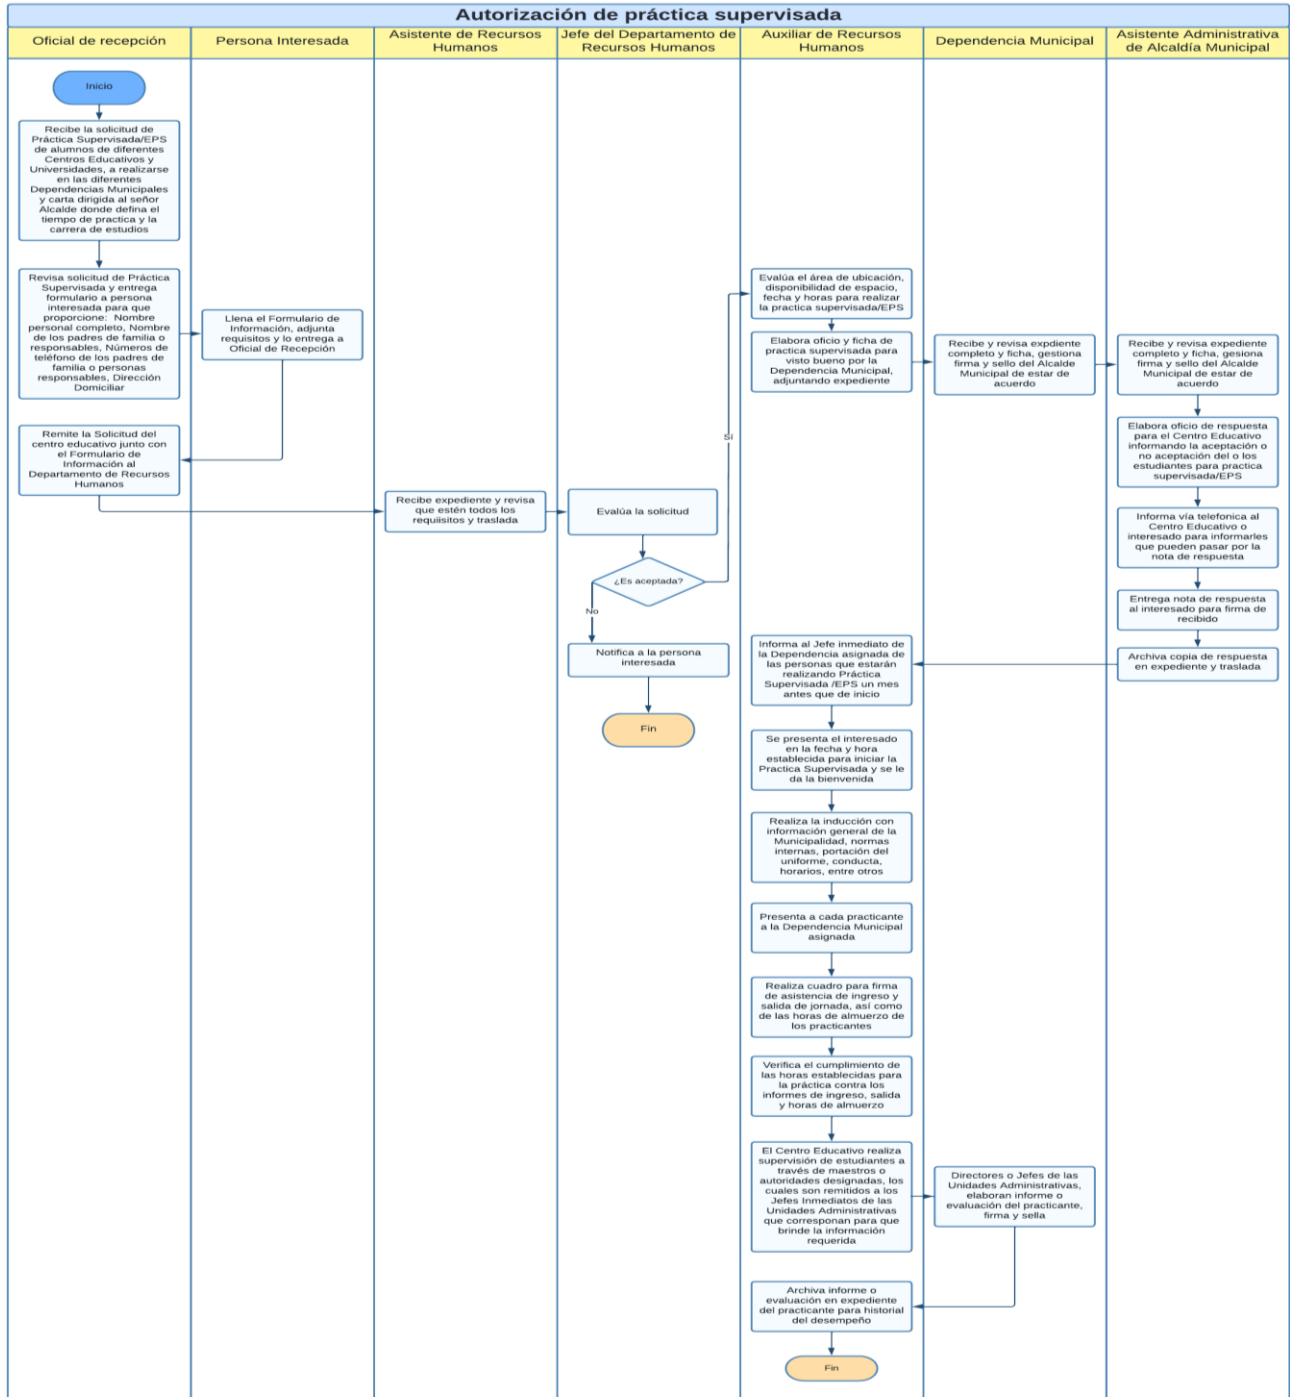 Autorización de práctica supervisada
Oficial de recepción
Persona Interesada
Asistente de Recursos
Humanos
Jefe del Departamento de
Recursos Humanos
Auxiliar de Recursos
Humanos
Dependencia Municipal
Asistente Administrativa
de Alcaldía Municipal
Inicio
Recibe la solicitud de
Práctica Supervisada/EPS
de alumnos de diferentes
Centros Educativos y
Universidades, a realizarse
en las diferentes
Dependencias Municipales
y carta dirigida al señor
Alcalde donde defina el
tiempo de practica y la
carrera de estudios
Revisa solicitud de Práctica
Supervisada y entrega
formulario a persona
interesada para que
proporcione: Nombre
personal completo, Nombre
de los padres de familia o
responsables, Números de
teléfono de los padres de
familia o personas
responsables, Dirección
Domiciliar
Llena el Formulario de
Información, adjunta
requisitos y lo entrega a
Oficial de Recepción
Remite la Solicitud del
centro educativo junto con
el Formulario de
Información al
Departamento de Recursos
Humanos
Recibe expediente y revisa
que estén todos los
requiisitos y traslada
Evalúa la solicitud
¿Es aceptada?
No
Sí
Notifica a la persona
interesada
Fin
Evalúa el área de ubicación,
disponibilidad de espacio,
fecha y horas para realizar
la practica supervisada/EPS
Elabora oficio y ficha de
practica supervisada para
visto bueno por la
Dependencia Municipal,
adjuntando expediente
Recibe y revisa expdiente
completo y ficha, gestiona
firma y sello del Alcalde
Municipal de estar de
acuerdo
Recibe y revisa expediente
completo y ficha, gesiona
firma y sello del Alcalde
Municipal de estar de
acuerdo
Elabora oficio de respuesta
para el Centro Educativo
informando la aceptación o
no aceptación del o los
estudiantes para practica
supervisada/EPS
Informa vía telefonica al
Centro Educativo o
interesado para informarles
que pueden pasar por la
nota de respuesta
Entrega nota de respuesta
al interesado para firma de
recibido
Archiva copia de respuesta
en expediente y traslada
Informa al Jefe inmediato de
la Dependencia asignada de
las personas que estarán
realizando Práctica
Supervisada /EPS un mes
antes que de inicio
Se presenta el interesado
en la fecha y hora
establecida para iniciar la
Practica Supervisada y se le
da la bienvenida
Realiza la inducción con
información general de la
Municipalidad, normas
internas, portación del
uniforme, conducta,
horarios, entre otros
Presenta a cada practicante
a la Dependencia Municipal
asignada
Realiza cuadro para firma
de asistencia de ingreso y
salida de jornada, así como
de las horas de almuerzo de
los practicantes
Verifica el cumplimiento de
las horas establecidas para
la práctica contra los
informes de ingreso, salida
y horas de almuerzo
El Centro Educativo realiza
supervisión de estudiantes a
través de maestros o
autoridades designadas, los
cuales son remitidos a los
Jefes Inmediatos de las
Unidades Administrativas
que corresponan para que
brinde la información
requerida
Directores o Jefes de las
Unidades Administrativas,
elaboran informe o
evaluación del practicante,
firma y sella
Archiva informe o
evaluación en expediente
del practicante para historial
del desempeño
Fin